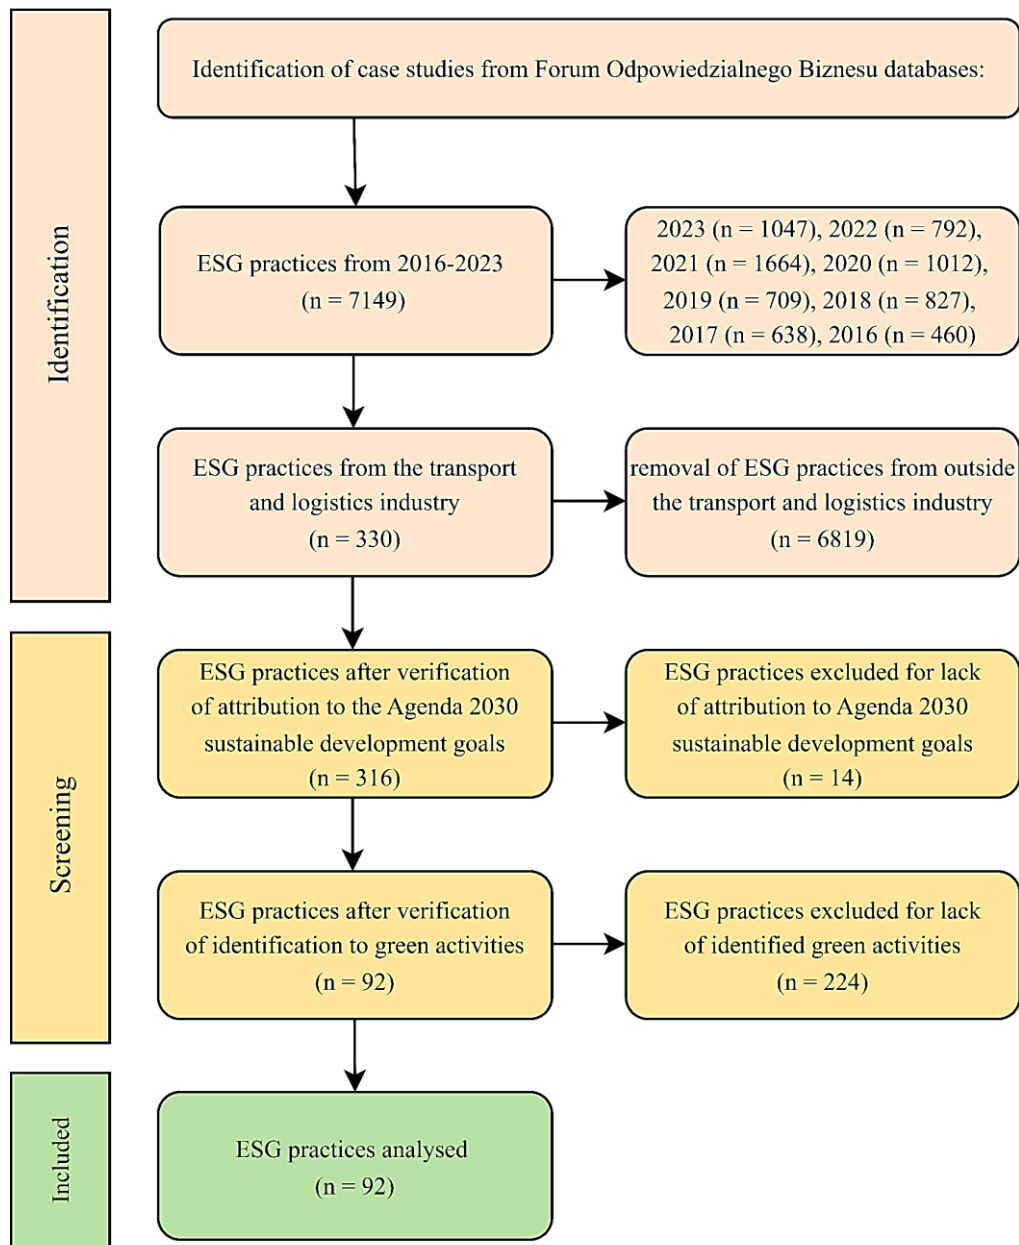 Identification
Identification of case studies from Forum Odpowiedzialnego Biznesu databases:
ESG practices from 2016-2023
(n = 7149)
2023 (n = 1047), 2022 (n = 792),
2021 (n = 1664), 2020 (n = 1012),
2019 (n = 709), 2018 (n = 827),
2017 (n = 638), 2016 (n = 460)
ESG practices from the transport
and logistics industry
(n = 330)
removal of ESG practices from outside
the transport and logistics industry
(n = 6819)
Screening
ESG practices after verification
of attribution to the Agenda 2030
sustainable development goals
(n = 316)
ESG practices excluded for lack
of attribution to Agenda 2030
sustainable development goals
(n = 14)
ESG practices after verification
of identification to green activities
(n = 92)
ESG practices excluded for lack
of identified green activities
(n = 224)
Included
ESG practices analysed
(n = 92)